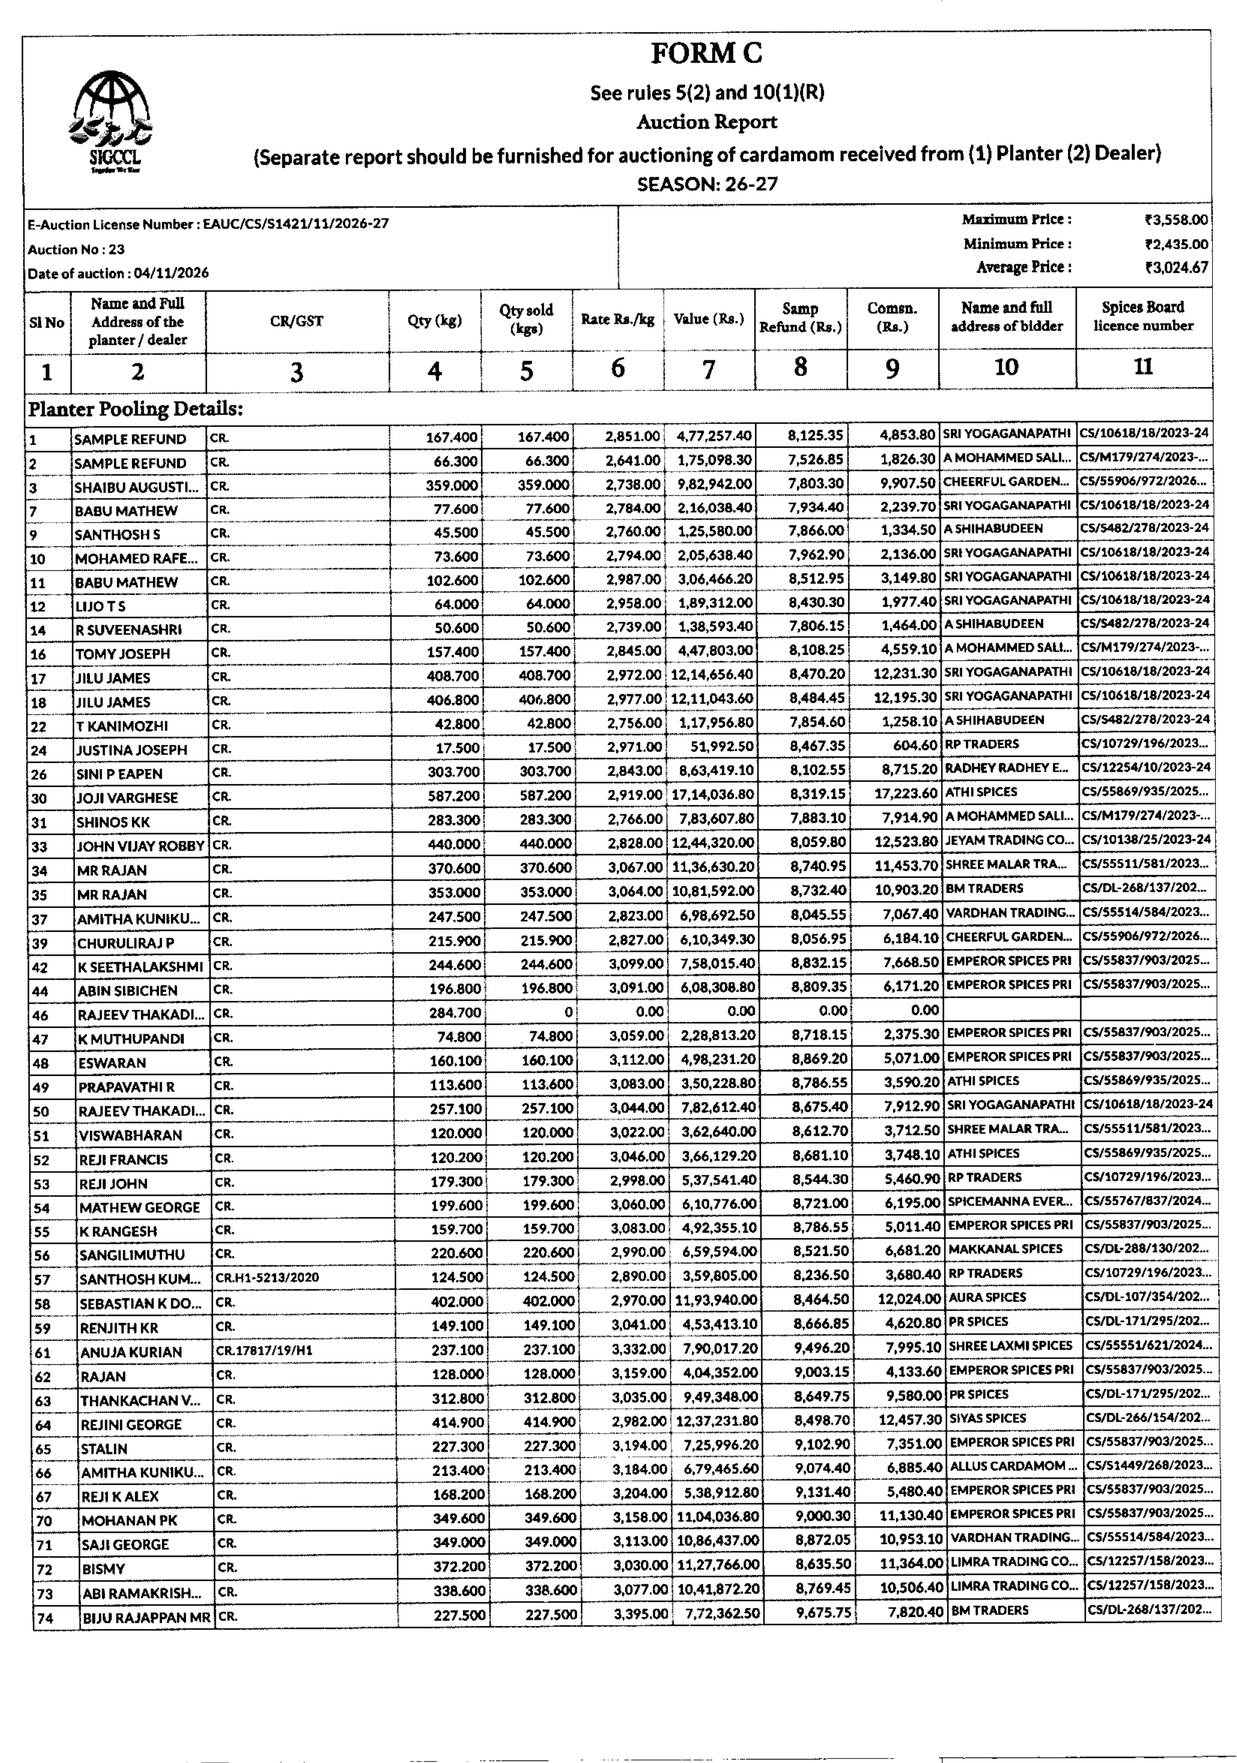 FORM C
See rules 5(2) and 10(1)(R)
Auction Report
(Separate report should be furnished for auctioning of cardamom received from (1) Planter (2) Dealer)
SEASON: 26-27
SIGCCL
Together We Rise
E-Auction License Number : EAUC/CS/S1421/11/2026-27
Auction No : 23
Date of auction : 04/11/2026
Maximum Price : ₹3,558.00
Minimum Price : ₹2,435.00
Average Price : ₹3,024.67
Sl No Name and Full Address of the planter / dealer CR/GST Qty (kg) Qty sold (kgs) Rate Rs./kg Value (Rs.) Samp Refund (Rs.) Comsn. (Rs.) Name and full address of bidder Spices Board licence number
1 2 3 4 5 6 7 8 9 10 11
Planter Pooling Details:
1 SAMPLE REFUND CR. 167.400 167.400 2,851.00 4,77,257.40 8,125.35 4,853.80 SRI YOGAGANAPATHI CS/10618/18/2023-24
2 SAMPLE REFUND CR. 66.300 66.300 2,641.00 1,75,098.30 7,526.85 1,826.30 A MOHAMMED SALI... CS/M179/274/2023-...
3 SHAIBU AUGUSTI... CR. 359.000 359.000 2,738.00 9,82,942.00 7,803.30 9,907.50 CHEERFUL GARDEN... CS/55906/972/2026...
7 BABU MATHEW CR. 77.600 77.600 2,784.00 2,16,038.40 7,934.40 2,239.70 SRI YOGAGANAPATHI CS/10618/18/2023-24
9 SANTHOSH S CR. 45.500 45.500 2,760.00 1,25,580.00 7,866.00 1,334.50 A SHIHABUDEEN CS/S482/278/2023-24
10 MOHAMED RAFE... CR. 73.600 73.600 2,794.00 2,05,638.40 7,962.90 2,136.00 SRI YOGAGANAPATHI CS/10618/18/2023-24
11 BABU MATHEW CR. 102.600 102.600 2,987.00 3,06,466.20 8,512.95 3,149.80 SRI YOGAGANAPATHI CS/10618/18/2023-24
12 LIJO T S CR. 64.000 64.000 2,958.00 1,89,312.00 8,430.30 1,977.40 SRI YOGAGANAPATHI CS/10618/18/2023-24
14 R SUVEENASHRI CR. 50.600 50.600 2,739.00 1,38,593.40 7,806.15 1,464.00 A SHIHABUDEEN CS/S482/278/2023-24
16 TOMY JOSEPH CR. 157.400 157.400 2,845.00 4,47,803.00 8,108.25 4,559.10 A MOHAMMED SALI... CS/M179/274/2023-...
17 JILU JAMES CR. 408.700 408.700 2,972.00 12,14,656.40 8,470.20 12,231.30 SRI YOGAGANAPATHI CS/10618/18/2023-24
18 JILU JAMES CR. 406.800 406.800 2,977.00 12,11,043.60 8,484.45 12,195.30 SRI YOGAGANAPATHI CS/10618/18/2023-24
22 T KANIMOZHI CR. 42.800 42.800 2,756.00 1,17,956.80 7,854.60 1,258.10 A SHIHABUDEEN CS/S482/278/2023-24
24 JUSTINA JOSEPH CR. 17.500 17.500 2,971.00 51,992.50 8,467.35 604.60 RP TRADERS CS/10729/196/2023...
26 SINI P EAPEN CR. 303.700 303.700 2,843.00 8,63,419.10 8,102.55 8,715.20 RADHEY RADHEY E... CS/12254/10/2023-24
30 JOJI VARGHESE CR. 587.200 587.200 2,919.00 17,14,036.80 8,319.15 17,223.60 ATHI SPICES CS/55869/935/2025...
31 SHINOS KK CR. 283.300 283.300 2,766.00 7,83,607.80 7,883.10 7,914.90 A MOHAMMED SALI... CS/M179/274/2023-...
33 JOHN VIJAY ROBBY CR. 440.000 440.000 2,828.00 12,44,320.00 8,059.80 12,523.80 JEYAM TRADING CO... CS/10138/25/2023-24
34 MR RAJAN CR. 370.600 370.600 3,067.00 11,36,630.20 8,740.95 11,453.70 SHREE MALAR TRA... CS/55511/581/2023...
35 MR RAJAN CR. 353.000 353.000 3,064.00 10,81,592.00 8,732.40 10,903.20 BM TRADERS CS/DL-268/137/202...
37 AMITHA KUNIKU... CR. 247.500 247.500 2,823.00 6,98,692.50 8,045.55 7,067.40 VARDHAN TRADING... CS/55514/584/2023...
39 CHURULIRAJ P CR. 215.900 215.900 2,827.00 6,10,349.30 8,056.95 6,184.10 CHEERFUL GARDEN... CS/55906/972/2026...
42 K SEETHALAKSHMI CR. 244.600 244.600 3,099.00 7,58,015.40 8,832.15 7,668.50 EMPEROR SPICES PRI CS/55837/903/2025...
44 ABIN SIBICHEN CR. 196.800 196.800 3,091.00 6,08,308.80 8,809.35 6,171.20 EMPEROR SPICES PRI CS/55837/903/2025...
46 RAJEEV THAKADI... CR. 284.700 0 0.00 0.00 0.00 0.00
47 K MUTHUPANDI CR. 74.800 74.800 3,059.00 2,28,813.20 8,718.15 2,375.30 EMPEROR SPICES PRI CS/55837/903/2025...
48 ESWARAN CR. 160.100 160.100 3,112.00 4,98,231.20 8,869.20 5,071.00 EMPEROR SPICES PRI CS/55837/903/2025...
49 PRAPAVATHI R CR. 113.600 113.600 3,083.00 3,50,228.80 8,786.55 3,590.20 ATHI SPICES CS/55869/935/2025...
50 RAJEEV THAKADI... CR. 257.100 257.100 3,044.00 7,82,612.40 8,675.40 7,912.90 SRI YOGAGANAPATHI CS/10618/18/2023-24
51 VISWABHARAN CR. 120.000 120.000 3,022.00 3,62,640.00 8,612.70 3,712.50 SHREE MALAR TRA... CS/55511/581/2023...
52 REJI FRANCIS CR. 120.200 120.200 3,046.00 3,66,129.20 8,681.10 3,748.10 ATHI SPICES CS/55869/935/2025...
53 REJI JOHN CR. 179.300 179.300 2,998.00 5,37,541.40 8,544.30 5,460.90 RP TRADERS CS/10729/196/2023...
54 MATHEW GEORGE CR. 199.600 199.600 3,060.00 6,10,776.00 8,721.00 6,195.00 SPICEMANNA EVER... CS/55767/837/2024...
55 K RANGESH CR. 159.700 159.700 3,083.00 4,92,355.10 8,786.55 5,011.40 EMPEROR SPICES PRI CS/55837/903/2025...
56 SANGILIMUTHU CR. 220.600 220.600 2,990.00 6,59,594.00 8,521.50 6,681.20 MAKKANAL SPICES CS/DL-288/130/202...
57 SANTHOSH KUM... CR.H1-5213/2020 124.500 124.500 2,890.00 3,59,805.00 8,236.50 3,680.40 RP TRADERS CS/10729/196/2023...
58 SEBASTIAN K DO... CR. 402.000 402.000 2,970.00 11,93,940.00 8,464.50 12,024.00 AURA SPICES CS/DL-107/354/202...
59 RENJITH KR CR. 149.100 149.100 3,041.00 4,53,413.10 8,666.85 4,620.80 PR SPICES CS/DL-171/295/202...
61 ANUJA KURIAN CR.17817/19/H1 237.100 237.100 3,332.00 7,90,017.20 9,496.20 7,995.10 SHREE LAXMI SPICES CS/55551/621/2024...
62 RAJAN CR. 128.000 128.000 3,159.00 4,04,352.00 9,003.15 4,133.60 EMPEROR SPICES PRI CS/55837/903/2025...
63 THANKACHAN V... CR. 312.800 312.800 3,035.00 9,49,348.00 8,649.75 9,580.00 PR SPICES CS/DL-171/295/202...
64 REJINI GEORGE CR. 414.900 414.900 2,982.00 12,37,231.80 8,498.70 12,457.30 SIYAS SPICES CS/DL-266/154/202...
65 STALIN CR. 227.300 227.300 3,194.00 7,25,996.20 9,102.90 7,351.00 EMPEROR SPICES PRI CS/55837/903/2025...
66 AMITHA KUNIKU... CR. 213.400 213.400 3,184.00 6,79,465.60 9,074.40 6,885.40 ALLUS CARDAMOM ... CS/S1449/268/2023...
67 REJI K ALEX CR. 168.200 168.200 3,204.00 5,38,912.80 9,131.40 5,480.40 EMPEROR SPICES PRI CS/55837/903/2025...
70 MOHANAN PK CR. 349.600 349.600 3,158.00 11,04,036.80 9,000.30 11,130.40 EMPEROR SPICES PRI CS/55837/903/2025...
71 SAJI GEORGE CR. 349.000 349.000 3,113.00 10,86,437.00 8,872.05 10,953.10 VARDHAN TRADING... CS/55514/584/2023...
72 BISMY CR. 372.200 372.200 3,030.00 11,27,766.00 8,635.50 11,364.00 LIMRA TRADING CO... CS/12257/158/2023...
73 ABI RAMAKRISH... CR. 338.600 338.600 3,077.00 10,41,872.20 8,769.45 10,506.40 LIMRA TRADING CO... CS/12257/158/2023...
74 BIJU RAJAPPAN MR CR. 227.500 227.500 3,395.00 7,72,362.50 9,675.75 7,820.40 BM TRADERS CS/DL-268/137/202...